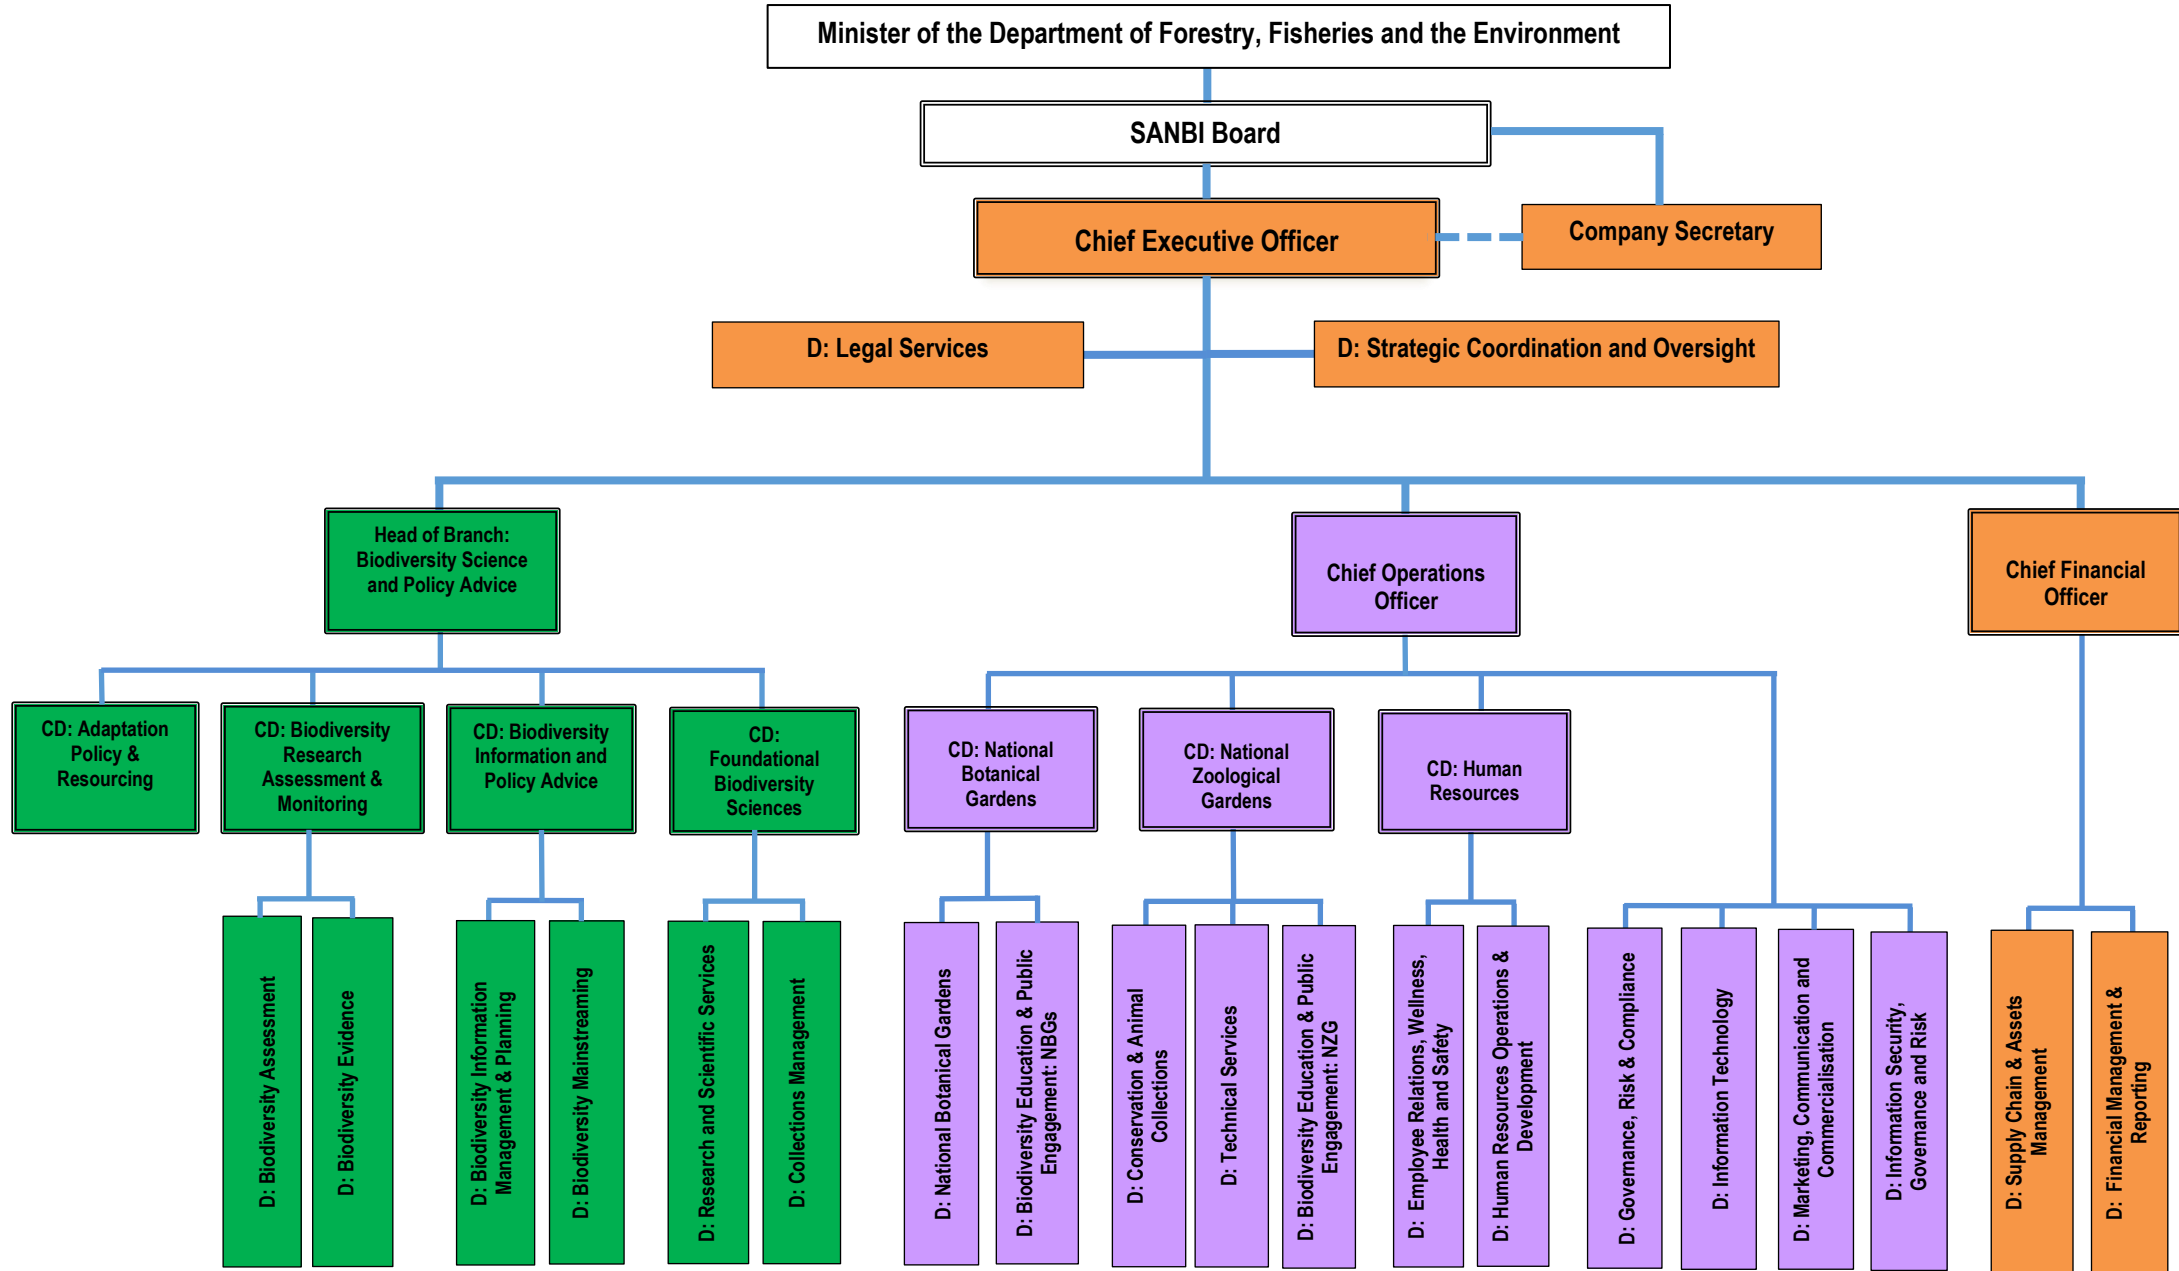 Minister of the Department of Forestry, Fisheries and the Environment
SANBI Board
Chief Executive Officer
Company Secretary
D: Legal Services
D: Strategic Coordination and Oversight
Head of Branch:
Biodiversity Science
and Policy Advice
Chief Operations
Officer
Chief Financial
Officer
CD: Adaptation
Policy &
Resourcing
CD: Biodiversity
Research
Assessment &
Monitoring
CD: Biodiversity
Information and
Policy Advice
CD:
Foundational
Biodiversity
Sciences
CD: National
Botanical
Gardens
CD: National
Zoological
Gardens
CD: Human
Resources
D: Biodiversity Assessment
D: Biodiversity Evidence
D: Biodiversity Information
Management & Planning
D: Biodiversity Mainstreaming
D: Research and Scientific Services
D: Collections Management
D: National Botanical Gardens
D: Biodiversity Education & Public
Engagement: NBGs
D: Conservation & Animal
Collections
D: Technical Services
D: Biodiversity Education & Public
Engagement: NZG
D: Employee Relations, Wellness,
Health and Safety
D: Human Resources Operations &
Development
D: Governance, Risk & Compliance
D: Information Technology
D: Marketing, Communication and
Commercialisation
D: Information Security,
Governance and Risk
D: Supply Chain & Assets
Management
D: Financial Management &
Reporting